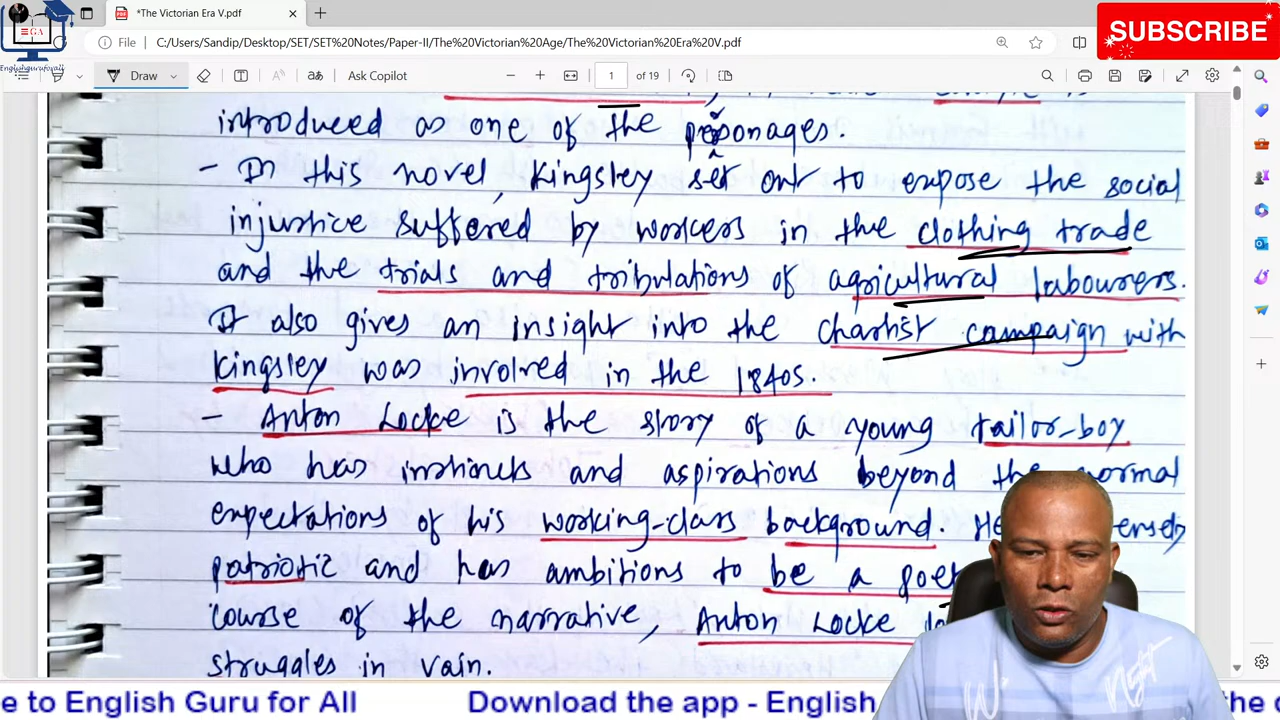 *The Victorian Era V.pdf
SUBSCRIBE
EGA
Englishguruforall
File C:/Users/Sandip/Desktop/SET/SET%20Notes/Paper-II/The%20Victorian%20Age/The%20Victorian%20Era%20V.pdf
Draw
Ask Copilot
1 of 19
introduced as one of the personages.
- In this novel, Kingsley set out to expose the social
injustice suffered by workers in the clothing trade
and the trials and tribulations of agricultural labourers.
It also gives an insight into the chartist campaign with
Kingsley was involved in the 1840s.
- Anton Locke is the story of a young tailor-boy
who has instincts and aspirations beyond the normal
expectations of his working-class background. He
patriotic and has ambitions to be a poet
course of the narrative, Anton Locke
struggles in vain.
e to English Guru for All Download the app - English